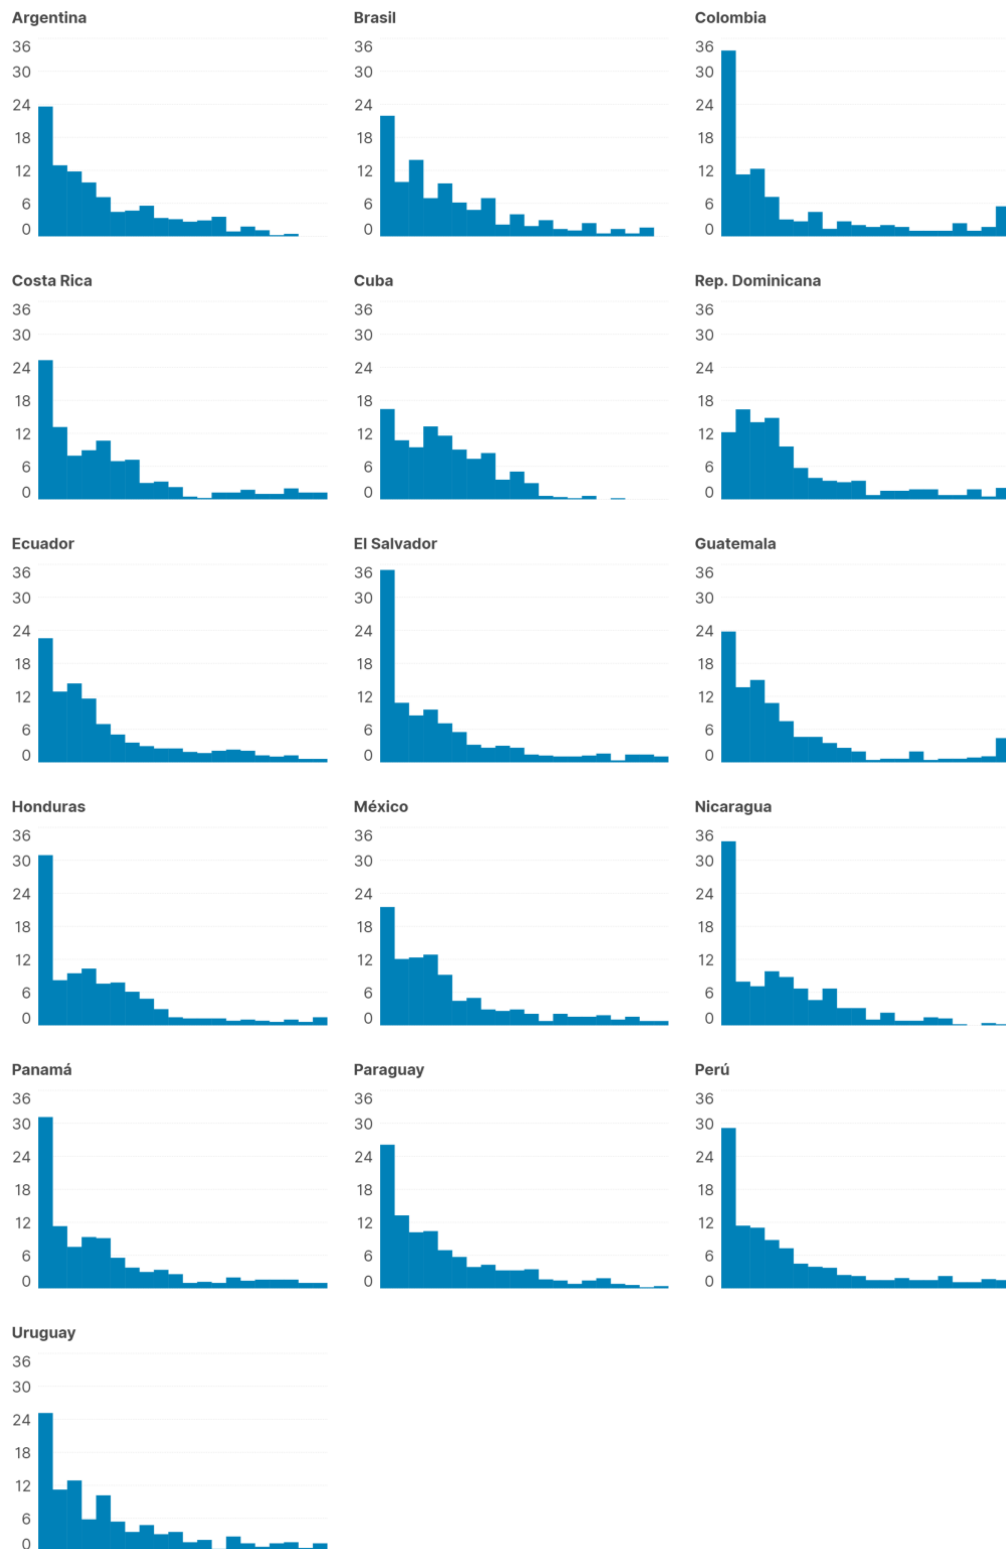 Argentina Brasil Colombia
36 36 36
30 30 30
24 24 24
18 18 18
12 12 12
6 6 6
0 0 0
Costa Rica Cuba Rep. Dominicana
36 36 36
30 30 30
24 24 24
18 18 18
12 12 12
6 6 6
0 0 0
Ecuador El Salvador Guatemala
36 36 36
30 30 30
24 24 24
18 18 18
12 12 12
6 6 6
0 0 0
Honduras México Nicaragua
36 36 36
30 30 30
24 24 24
18 18 18
12 12 12
6 6 6
0 0 0
Panamá Paraguay Perú
36 36 36
30 30 30
24 24 24
18 18 18
12 12 12
6 6 6
0 0 0
Uruguay
36
30
24
18
12
6
0